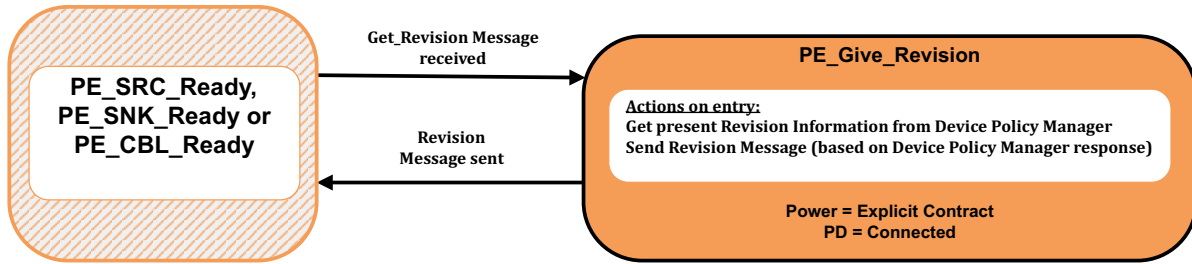 PE_SRC_Ready,
PE_SNK_Ready or
PE_CBL_Ready
Get_Revision Message
received
Revision
Message sent
PE_Give_Revision
Actions on entry:
Get present Revision Information from Device Policy Manager
Send Revision Message (based on Device Policy Manager response)
Power = Explicit Contract
PD = Connected